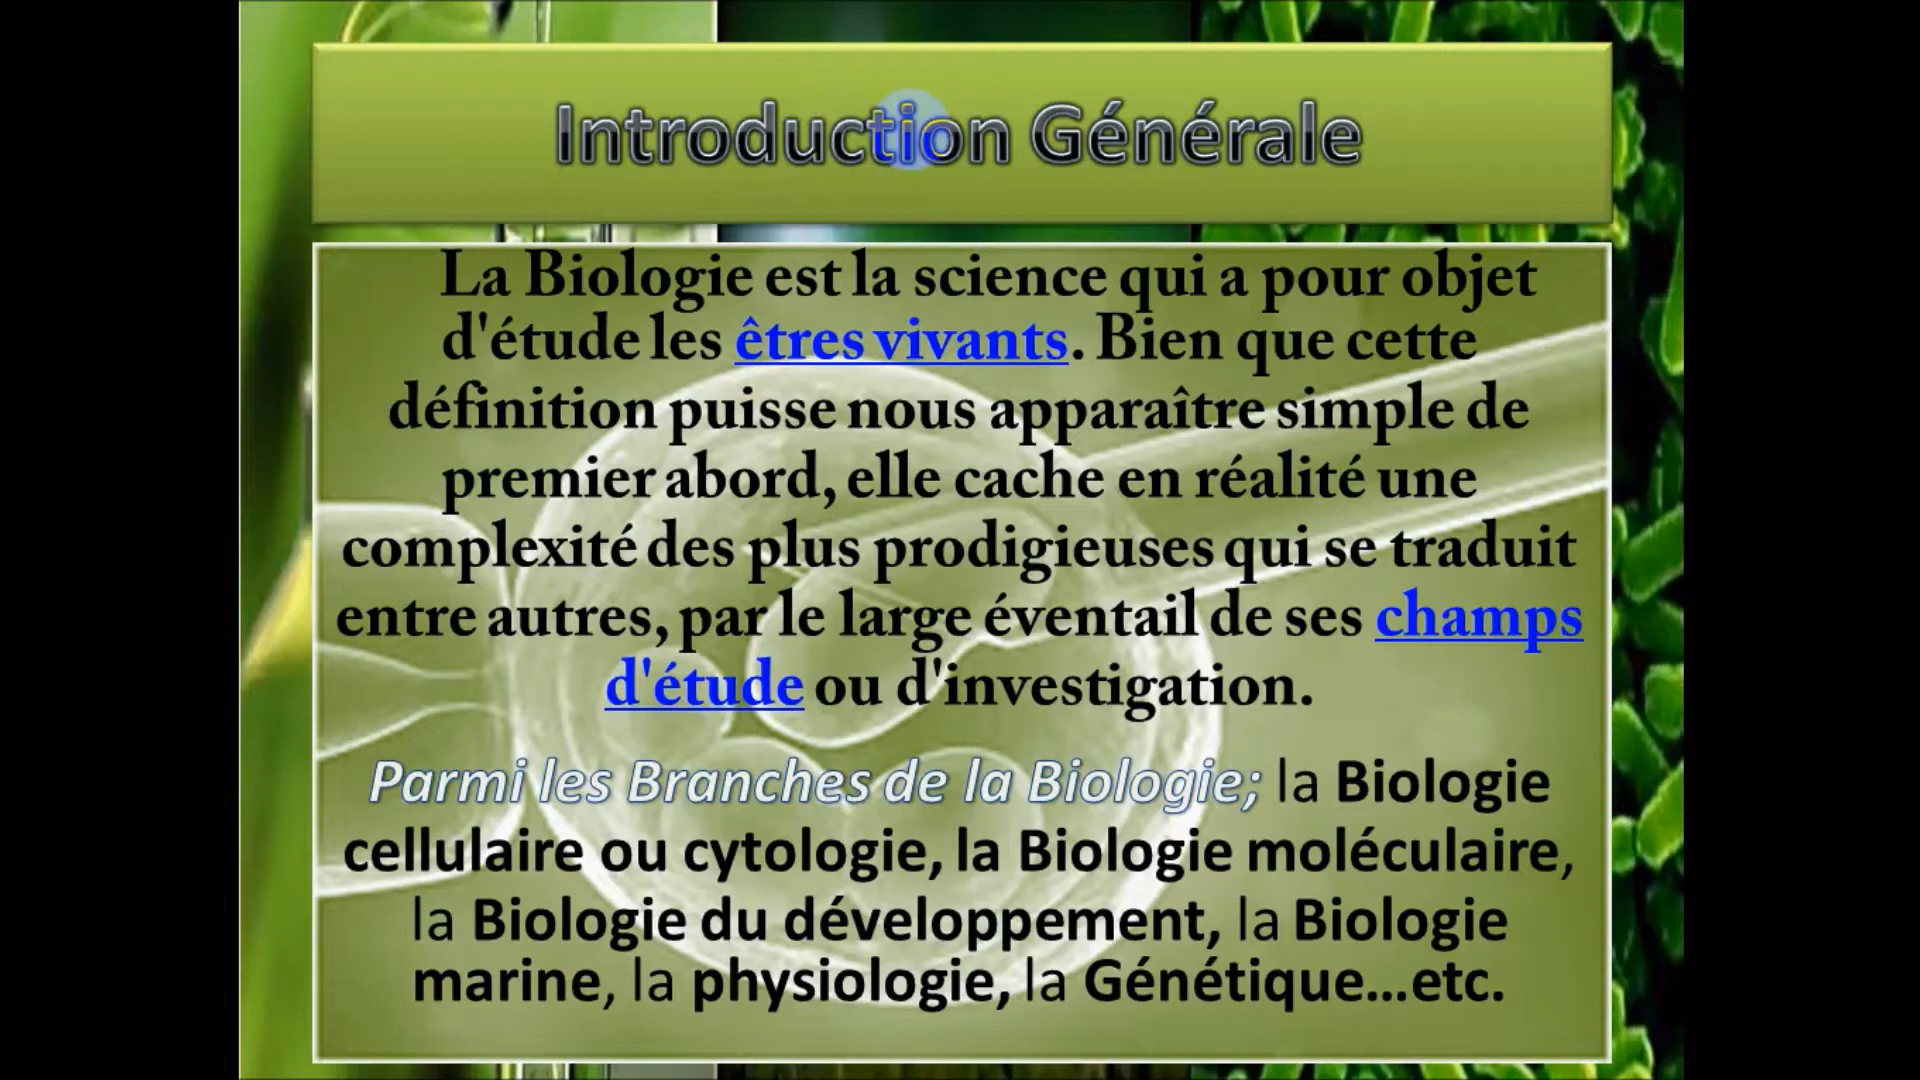 Introduction Générale
La Biologie est la science qui a pour objet
d'étude les êtres vivants. Bien que cette
définition puisse nous apparaître simple de
premier abord, elle cache en réalité une
complexité des plus prodigieuses qui se traduit
entre autres, par le large éventail de ses champs
d'étude ou d'investigation.
Parmi les Branches de la Biologie; la Biologie
cellulaire ou cytologie, la Biologie moléculaire,
la Biologie du développement, la Biologie
marine, la physiologie, la Génétique...etc.